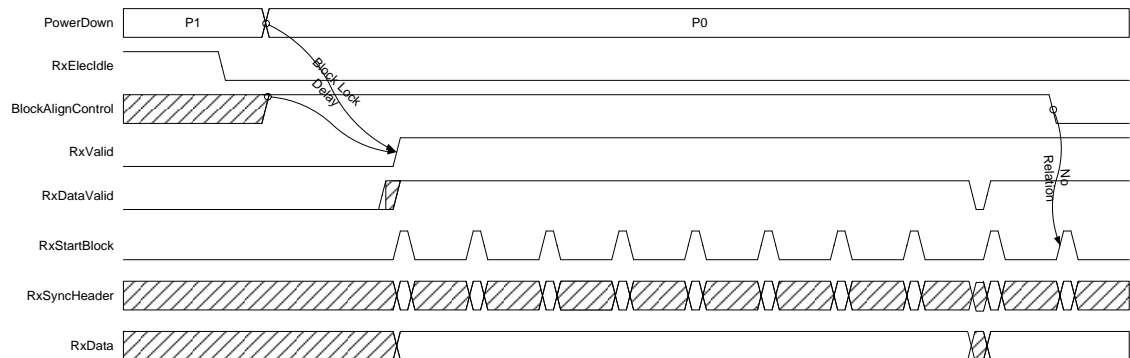 PowerDown
P1
P0
RxElecIdle
Block Lock
Delay
BlockAlignControl
RxValid
No
Relation
RxDataValid
RxStartBlock
RxSyncHeader
RxData